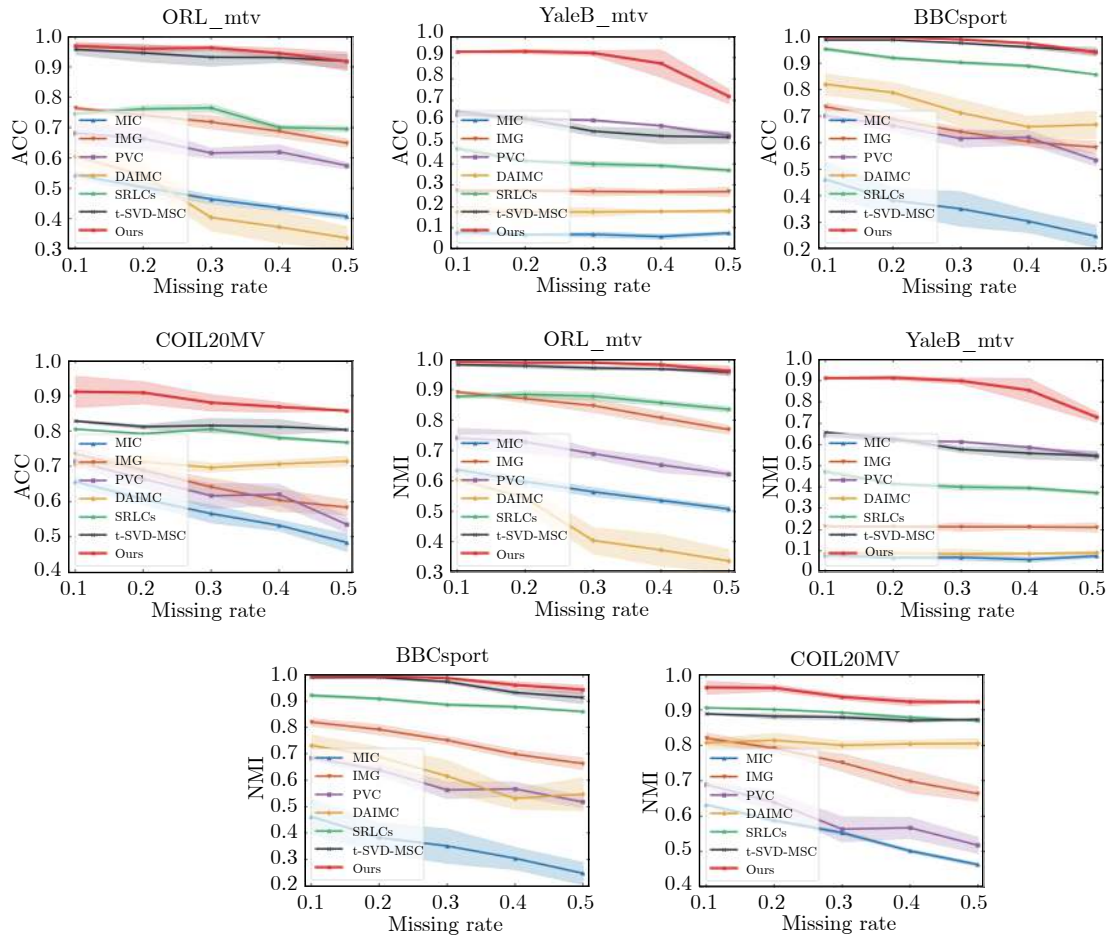 ORL_mtv
YaleB_mtv
BBCsport
ACC
1.0
0.9
0.8
0.7
0.6
0.5
0.4
0.3
MIC
IMG
PVC
DAIMC
SRLCs
t-SVD-MSC
Ours
0.1 0.2 0.3 0.4 0.5
Missing rate
ACC
1.0
0.9
0.8
0.7
0.6
0.5
0.4
0.3
0.2
0.1
0
MIC
IMG
PVC
DAIMC
SRLCs
t-SVD-MSC
Ours
0.1 0.2 0.3 0.4 0.5
Missing rate
ACC
1.0
0.9
0.8
0.7
0.6
0.5
0.4
0.3
0.2
MIC
IMG
PVC
DAIMC
SRLCs
t-SVD-MSC
Ours
0.1 0.2 0.3 0.4 0.5
Missing rate
COIL20MV
ORL_mtv
YaleB_mtv
ACC
1.0
0.9
0.8
0.7
0.6
0.5
0.4
MIC
IMG
PVC
DAIMC
SRLCs
t-SVD-MSC
Ours
0.1 0.2 0.3 0.4 0.5
Missing rate
NMI
1.0
0.9
0.8
0.7
0.6
0.5
0.4
0.3
MIC
IMG
PVC
DAIMC
SRLCs
t-SVD-MSC
Ours
0.1 0.2 0.3 0.4 0.5
Missing rate
NMI
1.0
0.9
0.8
0.7
0.6
0.5
0.4
0.3
0.2
0.1
0
MIC
IMG
PVC
DAIMC
SRLCs
t-SVD-MSC
Ours
0.1 0.2 0.3 0.4 0.5
Missing rate
BBCsport
COIL20MV
NMI
1.0
0.9
0.8
0.7
0.6
0.5
0.4
0.3
0.2
MIC
IMG
PVC
DAIMC
SRLCs
t-SVD-MSC
Ours
0.1 0.2 0.3 0.4 0.5
Missing rate
NMI
1.0
0.9
0.8
0.7
0.6
0.5
0.4
MIC
IMG
PVC
DAIMC
SRLCs
t-SVD-MSC
Ours
0.1 0.2 0.3 0.4 0.5
Missing rate